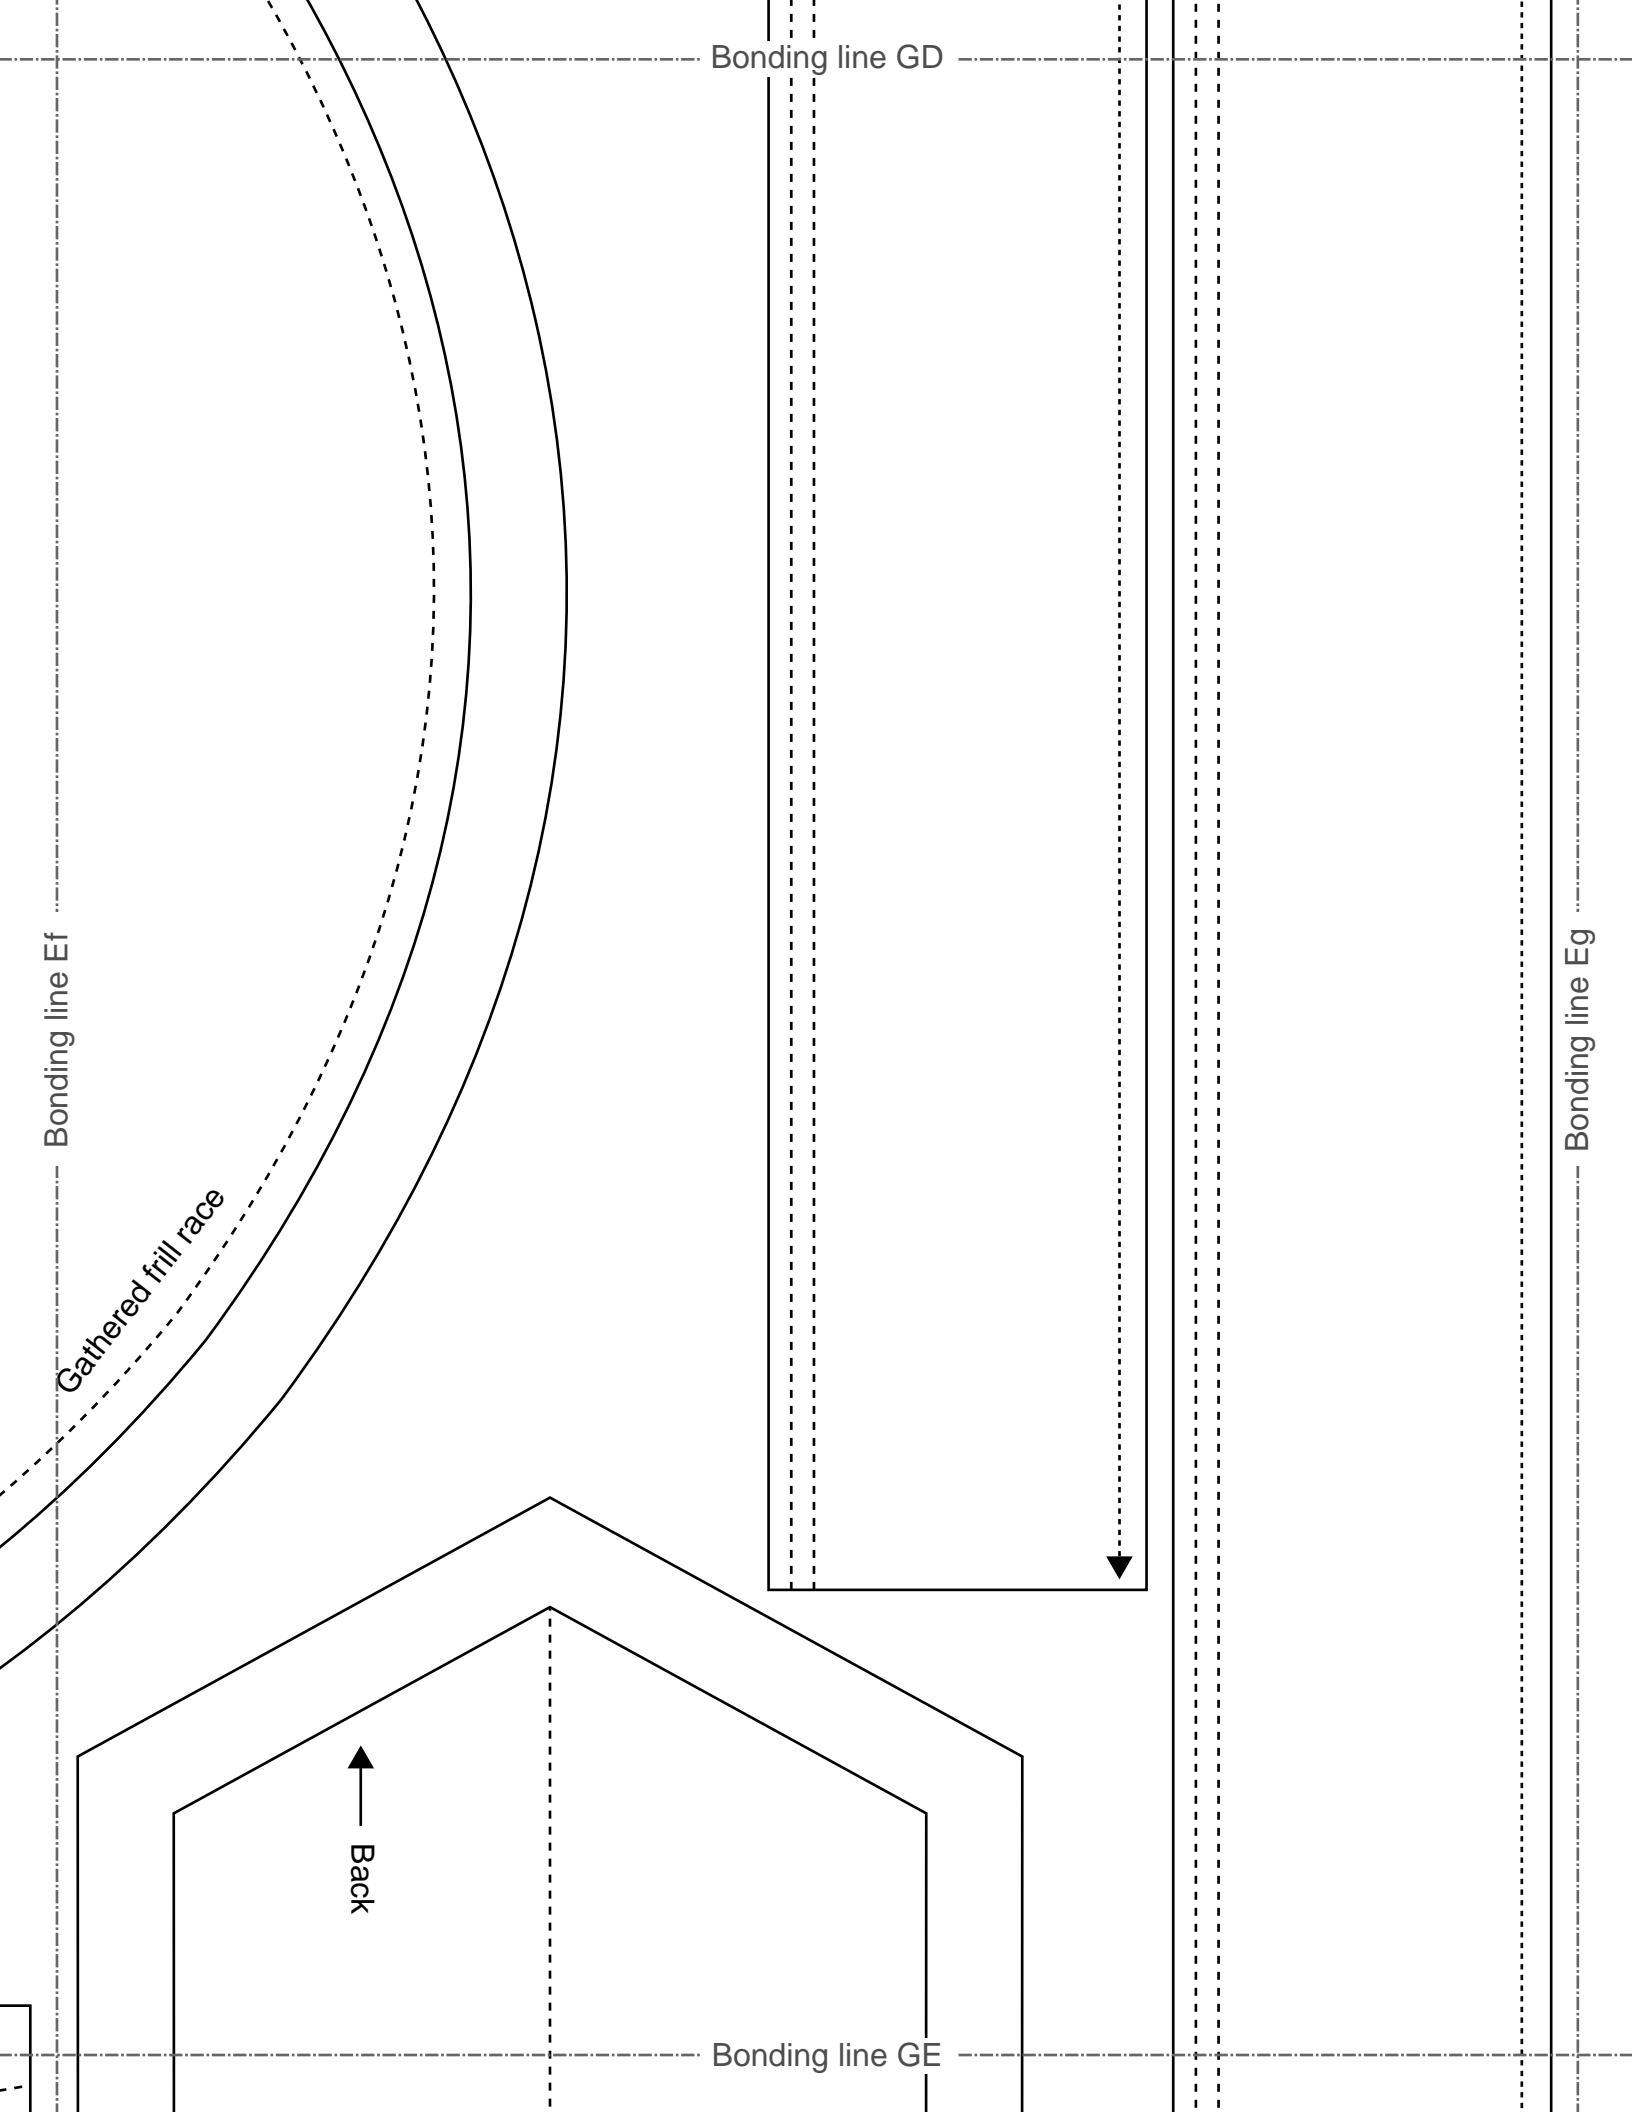 Bonding line GD
Bonding line Ef
Bonding line Eg
Gathered frill race
Back
Bonding line GE